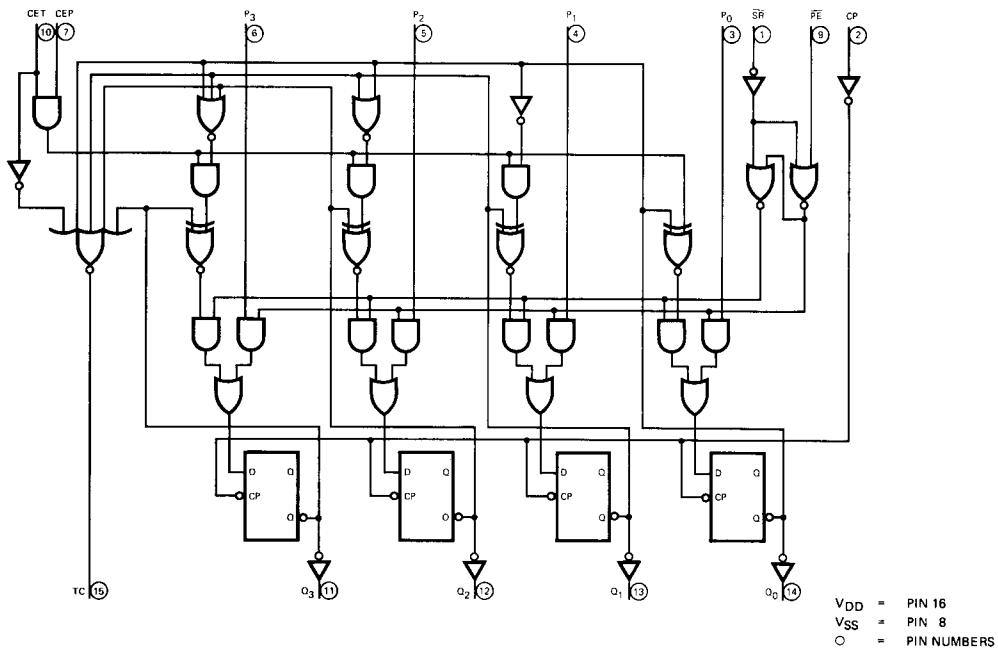 CET CEP P3 P2 P1 P0 SR PE CP
10 7 6 5 4 3 1 9 2
D Q D Q D Q D Q
CP CP CP CP
Q Q Q Q
TC 15 Q3 11 Q2 12 Q1 13 Q0 14
VDD = PIN 16
VSS = PIN 8
O = PIN NUMBERS